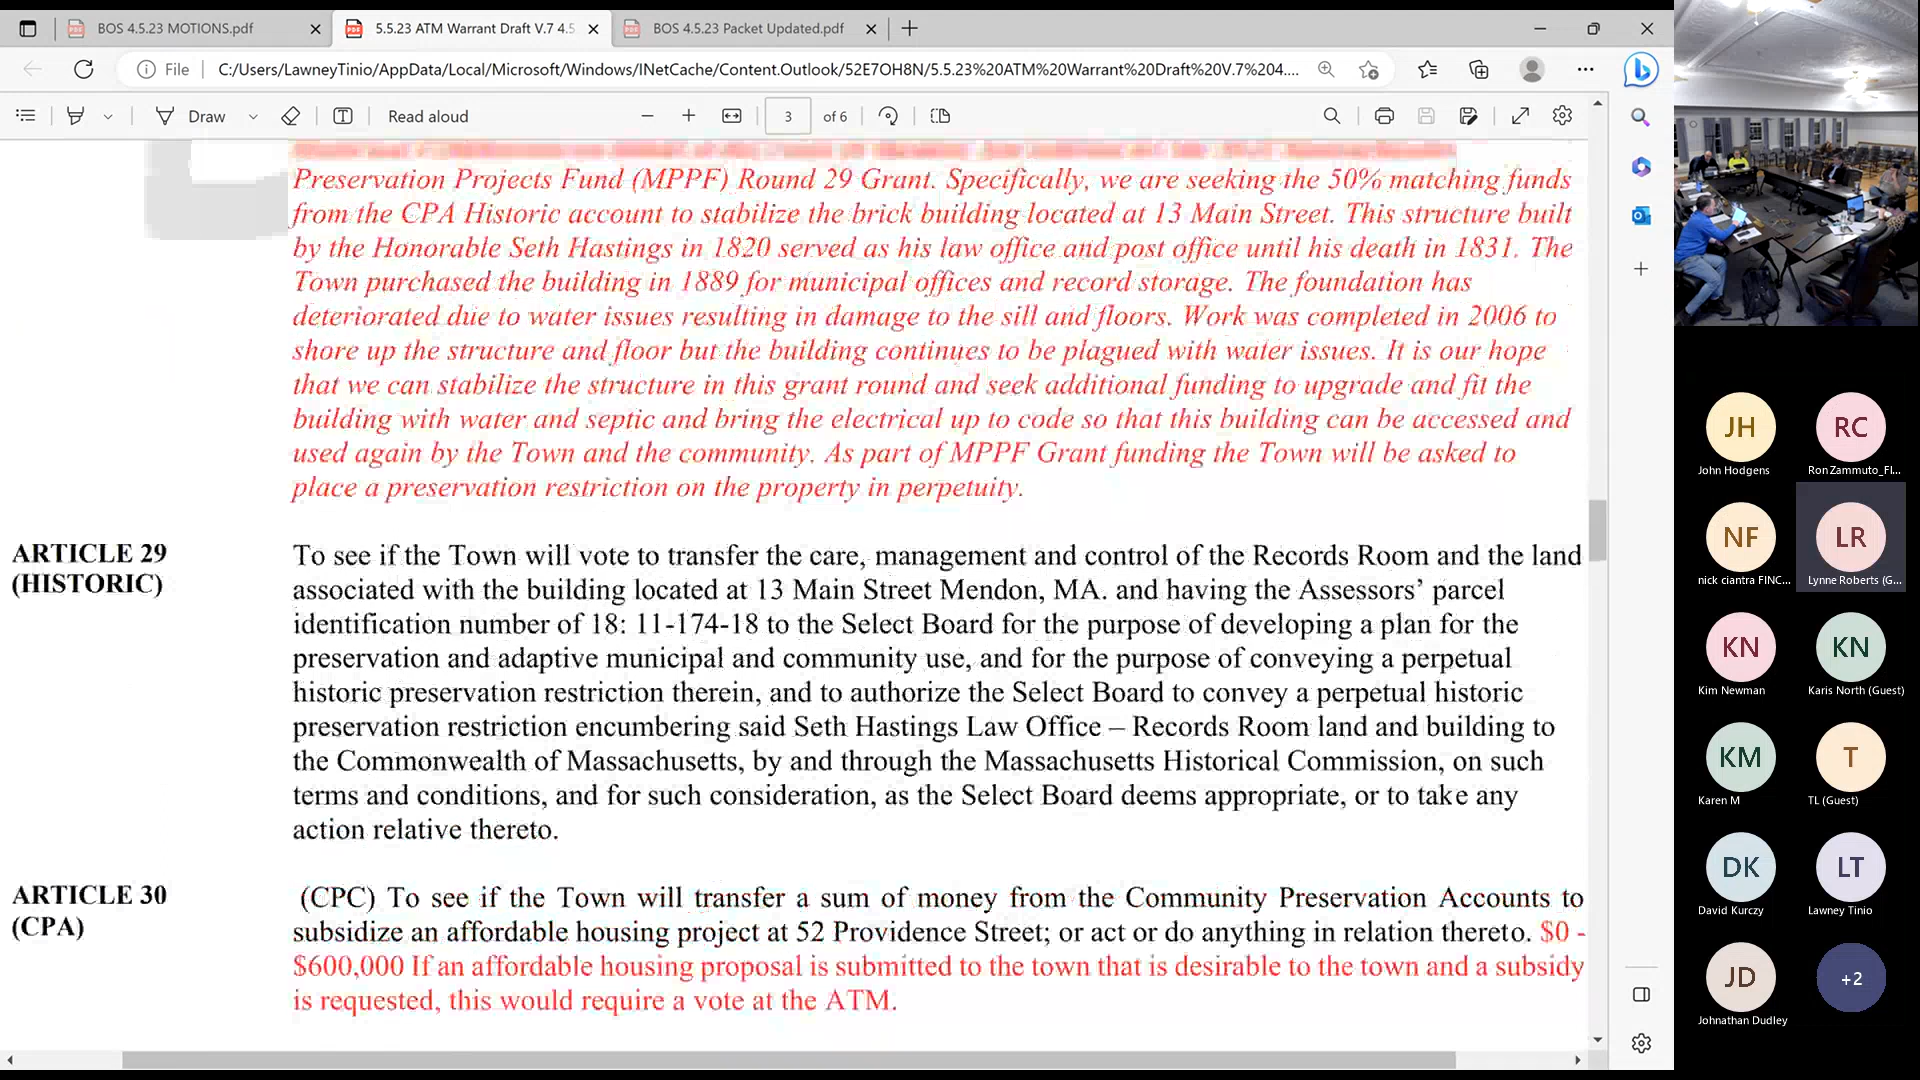 BOS 4.5.23 MOTIONS.pdf
5.5.23 ATM Warrant Draft V.7 4.5
BOS 4.5.23 Packet Updated.pdf
File
C:/Users/LawneyTinio/AppData/Local/Microsoft/Windows/INetCache/Content.Outlook/52E7OH8N/5.5.23%20ATM%20Warrant%20Draft%20V.7%204....
Draw
Read aloud
3
of 6
Preservation Projects Fund (MPPF) Round 29 Grant. Specifically, we are seeking the 50% matching funds
from the CPA Historic account to stabilize the brick building located at 13 Main Street. This structure built
by the Honorable Seth Hastings in 1820 served as his law office and post office until his death in 1831. The
Town purchased the building in 1889 for municipal offices and record storage. The foundation has
deteriorated due to water issues resulting in damage to the sill and floors. Work was completed in 2006 to
shore up the structure and floor but the building continues to be plagued with water issues. It is our hope
that we can stabilize the structure in this grant round and seek additional funding to upgrade and fit the
building with water and septic and bring the electrical up to code so that this building can be accessed and
used again by the Town and the community. As part of MPPF Grant funding the Town will be asked to
place a preservation restriction on the property in perpetuity.
ARTICLE 29
(HISTORIC)
To see if the Town will vote to transfer the care, management and control of the Records Room and the land
associated with the building located at 13 Main Street Mendon, MA. and having the Assessors' parcel
identification number of 18: 11-174-18 to the Select Board for the purpose of developing a plan for the
preservation and adaptive municipal and community use, and for the purpose of conveying a perpetual
historic preservation restriction therein, and to authorize the Select Board to convey a perpetual historic
preservation restriction encumbering said Seth Hastings Law Office – Records Room land and building to
the Commonwealth of Massachusetts, by and through the Massachusetts Historical Commission, on such
terms and conditions, and for such consideration, as the Select Board deems appropriate, or to take any
action relative thereto.
ARTICLE 30
(CPA)
(CPC) To see if the Town will transfer a sum of money from the Community Preservation Accounts to
subsidize an affordable housing project at 52 Providence Street; or act or do anything in relation thereto. $0 -
$600,000 If an affordable housing proposal is submitted to the town that is desirable to the town and a subsidy
is requested, this would require a vote at the ATM.
JH
John Hodgens
RC
Ron Zammuto_FI...
NF
nick ciantra FINC...
LR
Lynne Roberts (G...
KN
Kim Newman
KN
Karis North (Guest)
KM
Karen M
T
TL (Guest)
DK
David Kurczy
LT
Lawney Tinio
JD
Johnathan Dudley
+2